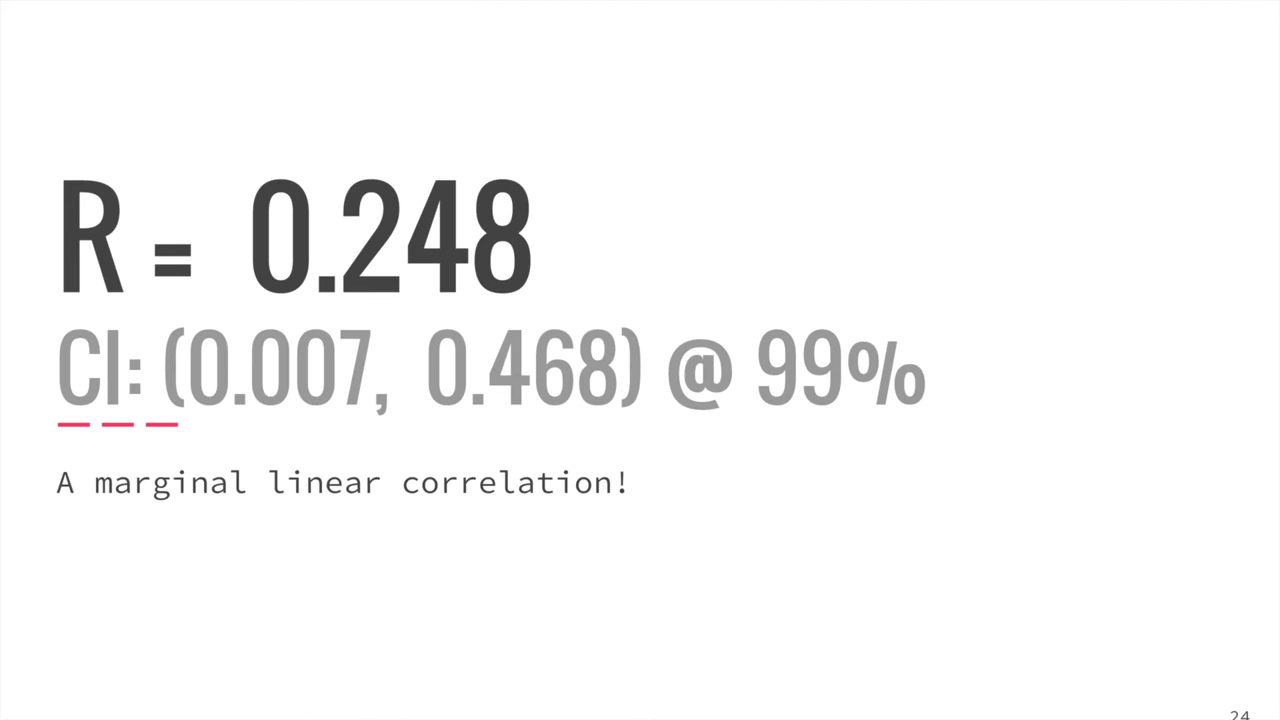 R = 0.248
CI: (0.007, 0.468) @ 99%
A marginal linear correlation!
24